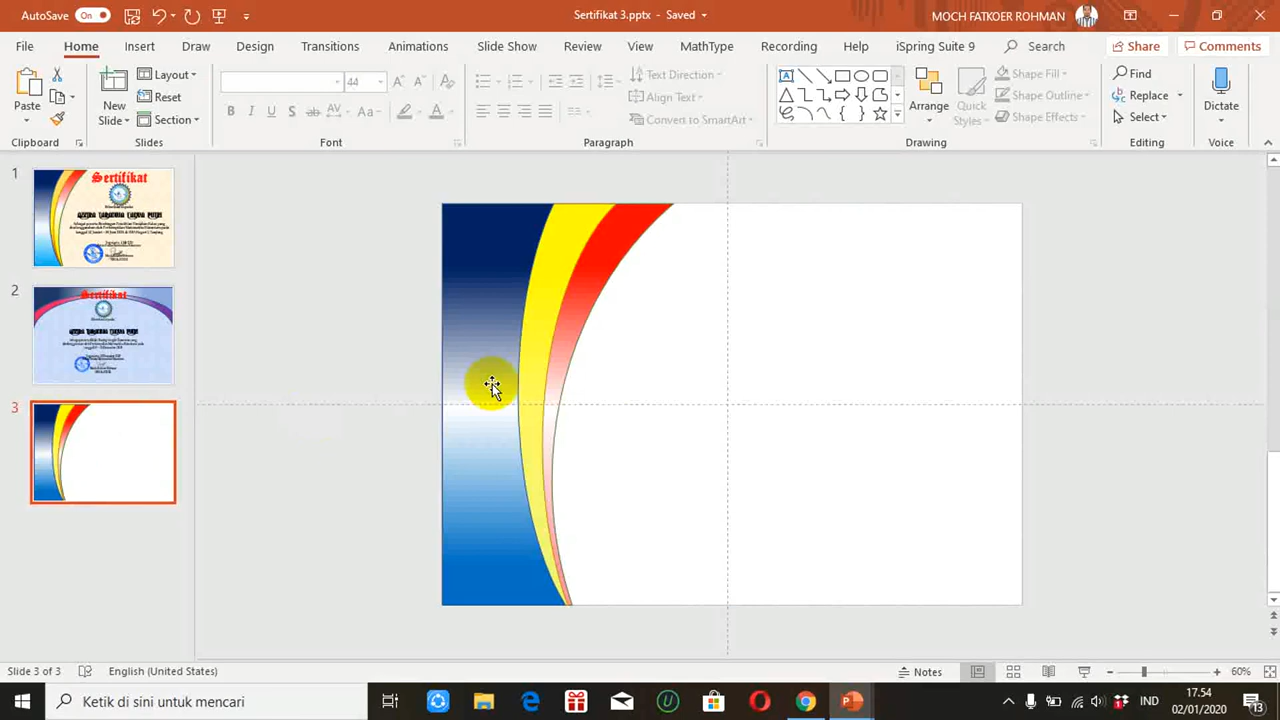 AutoSave On
Sertifikat 3.pptx - Saved
MOCH FATKOER ROHMAN
File Home Insert Draw Design Transitions Animations Slide Show Review View MathType Recording Help iSpring Suite 9 Search Share Comments
Paste
New Slide
Layout
Reset
Section
44
B I U S ab AV Aa A
Text Direction
Align Text
Convert to SmartArt
Arrange
Quick Styles
Shape Fill
Shape Outline
Shape Effects
Find
Replace
Select
Dictate
Clipboard Slides Font Paragraph Drawing Editing Voice
1
Sertifikat
2
Sertifikat
3
Slide 3 of 3 English (United States) Notes 60%
Ketik di sini untuk mencari
IND
17.54
02/01/2020
13